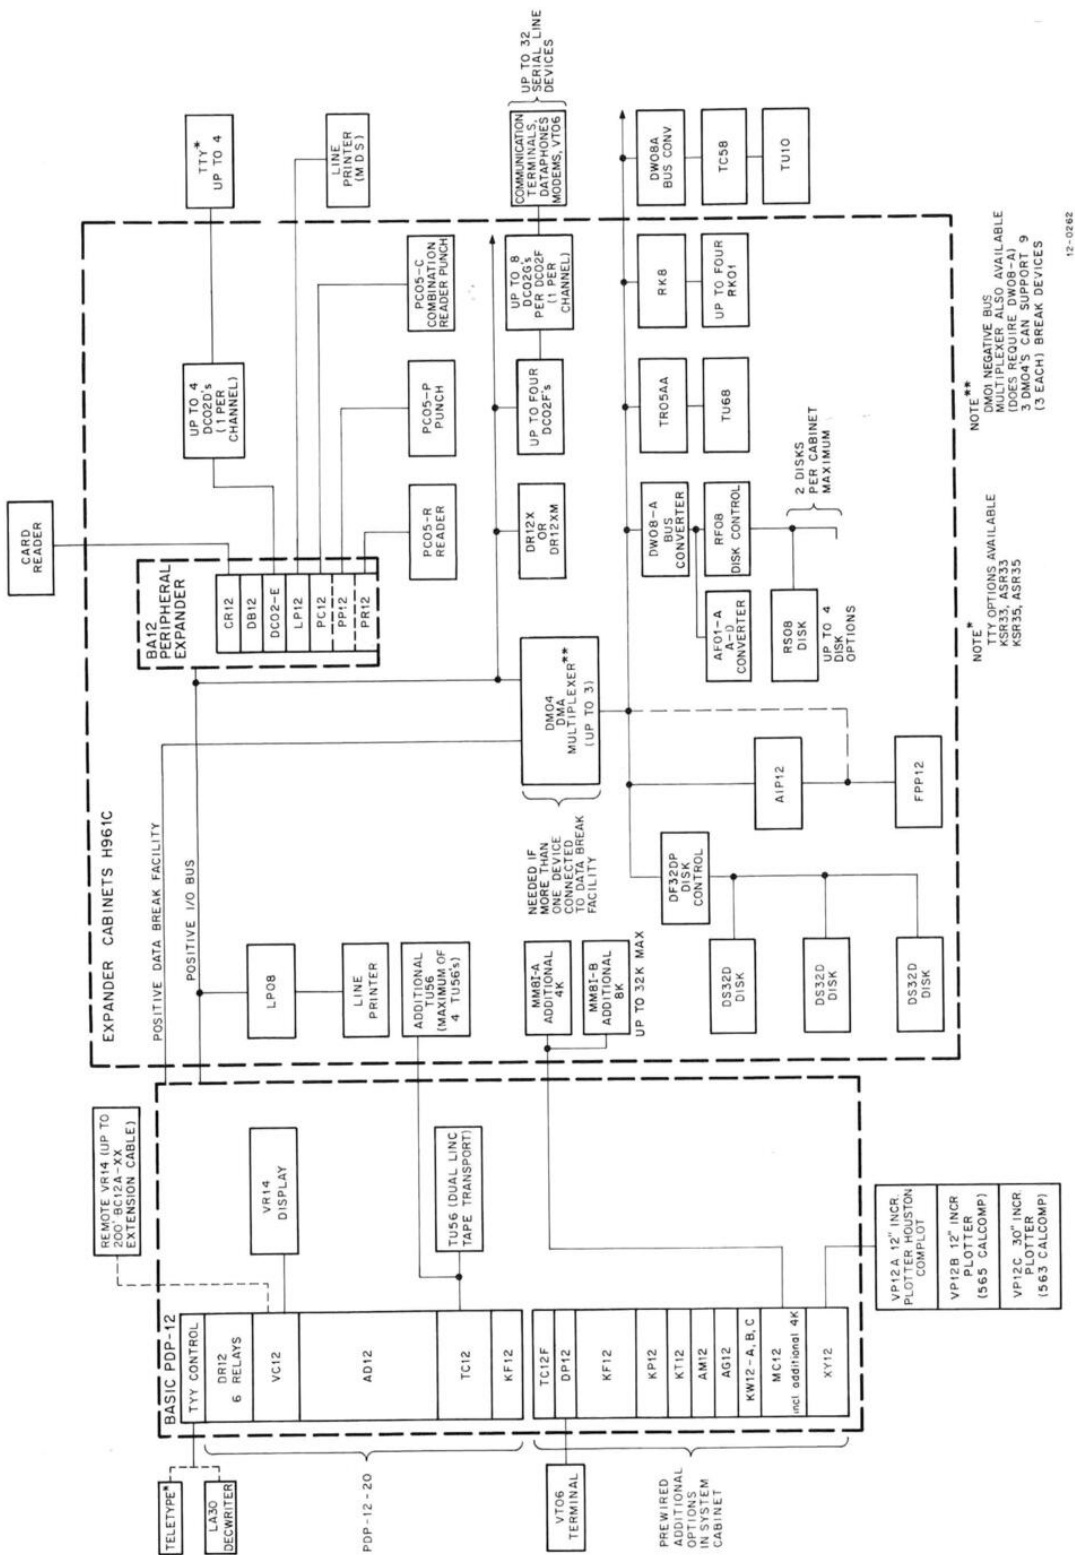 TELETYPE*
LA30
DECWRITER
PDP-12-20
VT06
TERMINAL
PREWIRED
ADDITIONAL
OPTIONS
IN SYSTEM
CABINET
BASIC PDP-12
TYY CONTROL
DR12
6 RELAYS
VC12
AD12
TC12
KF12
TC12F
DP12
KF12
KP12
KT12
AM12
AG12
KW12-A, B, C
MC12
incl additional 4K
XY12
REMOTE VR14 (UP TO
200' BC12A-XX
EXTENSION CABLE)
VR14
DISPLAY
TU56 (DUAL LINC
TAPE TRANSPORT)
VP12A 12" INCR.
PLOTTER HOUSTON
COMPLOT
VP12B 12" INCR
PLOTTER
(565 CALCOMP)
VP12C 30" INCR
PLOTTER
(563 CALCOMP)
EXPANDER CABINETS H961C
POSITIVE DATA BREAK FACILITY
POSITIVE I/O BUS
LP08
LINE
PRINTER
ADDITIONAL
TU56
(MAXIMUM OF
4 TU56's)
MM8I-A
ADDITIONAL
4K
MM8I-B
ADDITIONAL
8K
UP TO 32K MAX
NEEDED IF
MORE THAN
ONE DEVICE
CONNECTED
TO DATA BREAK
FACILITY
DM04
DMA
MULTIPLEXER**
(UP TO 3)
DF32DP
DISK
CONTROL
DS32D
DISK
DS32D
DISK
DS32D
DISK
AIP12
FPP12
CARD
READER
BA12
PERIPHERAL
EXPANDER
CR12
DB12
DC02-E
LP12
PC12
PP12
PR12
PC05-R
READER
PC05-P
PUNCH
PC05-C
COMBINATION
READER PUNCH
UP TO 4
DC02D's
(1 PER
CHANNEL)
TTY*
UP TO 4
LINE
PRINTER
(MDS)
DR12X
OR
DR12XM
UP TO FOUR
DC02F's
UP TO 8
DC02G's
PER DC02F
(1 PER
CHANNEL)
COMMUNICATION
TERMINALS,
DATAPHONES
MODEMS, VT06
UP TO 32
SERIAL LINE
DEVICES
DW08-A
BUS
CONVERTER
AF01-A
A-D
CONVERTER
RF08
DISK CONTROL
RS08
DISK
UP TO 4
DISK
OPTIONS
2 DISKS
PER CABINET
MAXIMUM
TR05AA
TU68
RK8
UP TO FOUR
RK01
DW08A
BUS CONV
TC58
TU10
NOTE*
TTY OPTIONS AVAILABLE
KSR33, ASR33
KSR35, ASR35
NOTE**
DM01 NEGATIVE BUS
MULTIPLEXER ALSO AVAILABLE
(DOES REQUIRE DW08-A)
3 DM04'S CAN SUPPORT 9
(3 EACH) BREAK DEVICES
12-0262